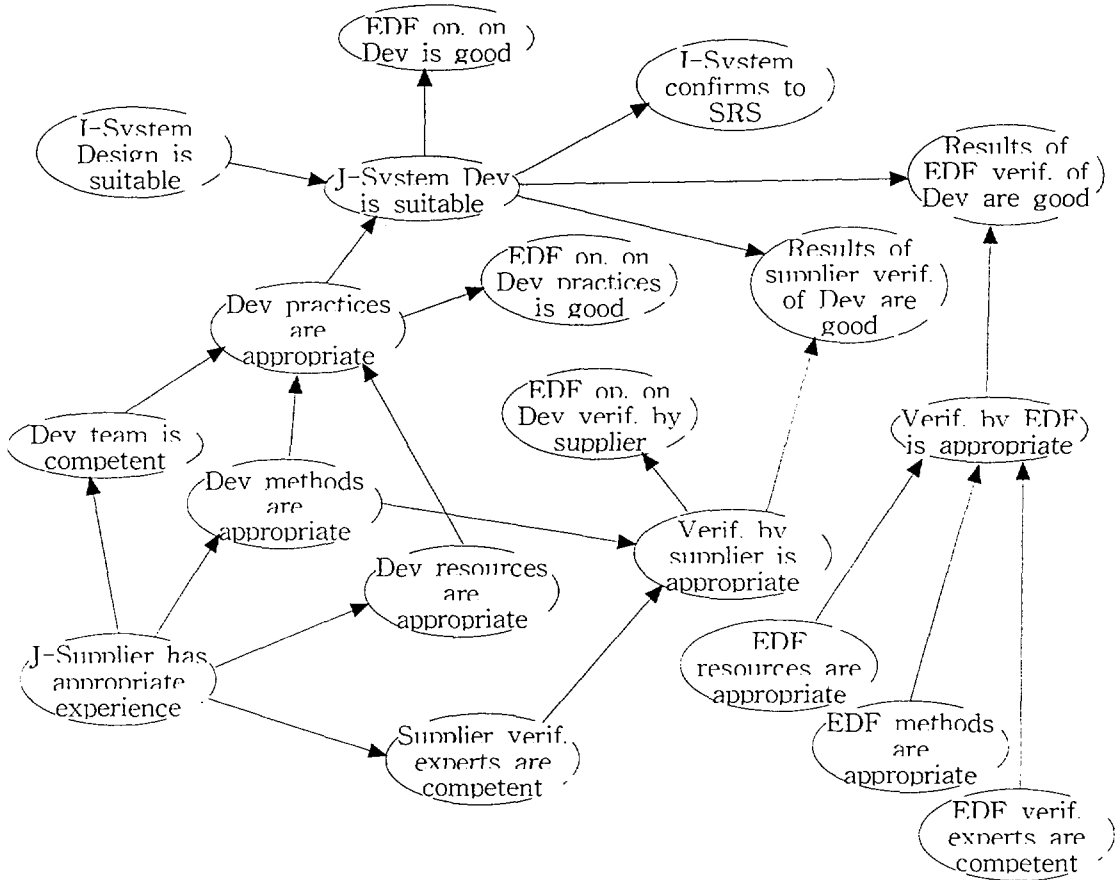 EDF op. on
Dev is good
J-System
confirms to
SRS
J-System
Design is
suitable
J-System Dev
is suitable
Results of
EDF verif. of
Dev are good
EDF op. on
Dev practices
is good
Results of
supplier verif.
of Dev are
good
Dev practices
are
appropriate
EDF op. on
Dev verif. by
supplier
Dev team is
competent
Verif. by EDF
is appropriate
Dev methods
are
appropriate
Verif. by
supplier is
appropriate
Dev resources
are
appropriate
J-Supplier has
appropriate
experience
EDF
resources are
appropriate
Supplier verif.
experts are
competent
EDF methods
are
appropriate
EDF verif.
experts are
competent